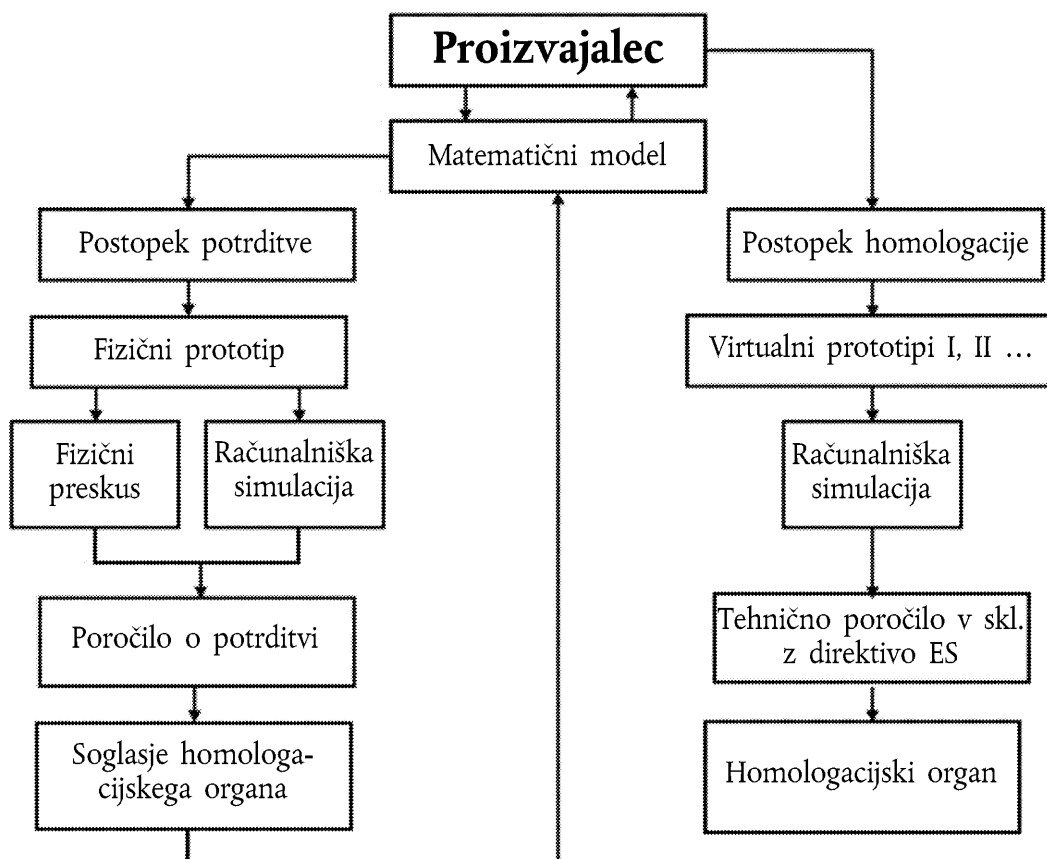 Proizvajalec
Matematični model
Postopek potrditve
Postopek homologacije
Fizični prototip
Virtualni prototipi I, II ...
Fizični
preskus
Računalniška
simulacija
Računalniška
simulacija
Poročilo o potrditvi
Tehnično poročilo v skl.
z direktivo ES
Soglasje homologa-
cijskega organa
Homologacijski organ